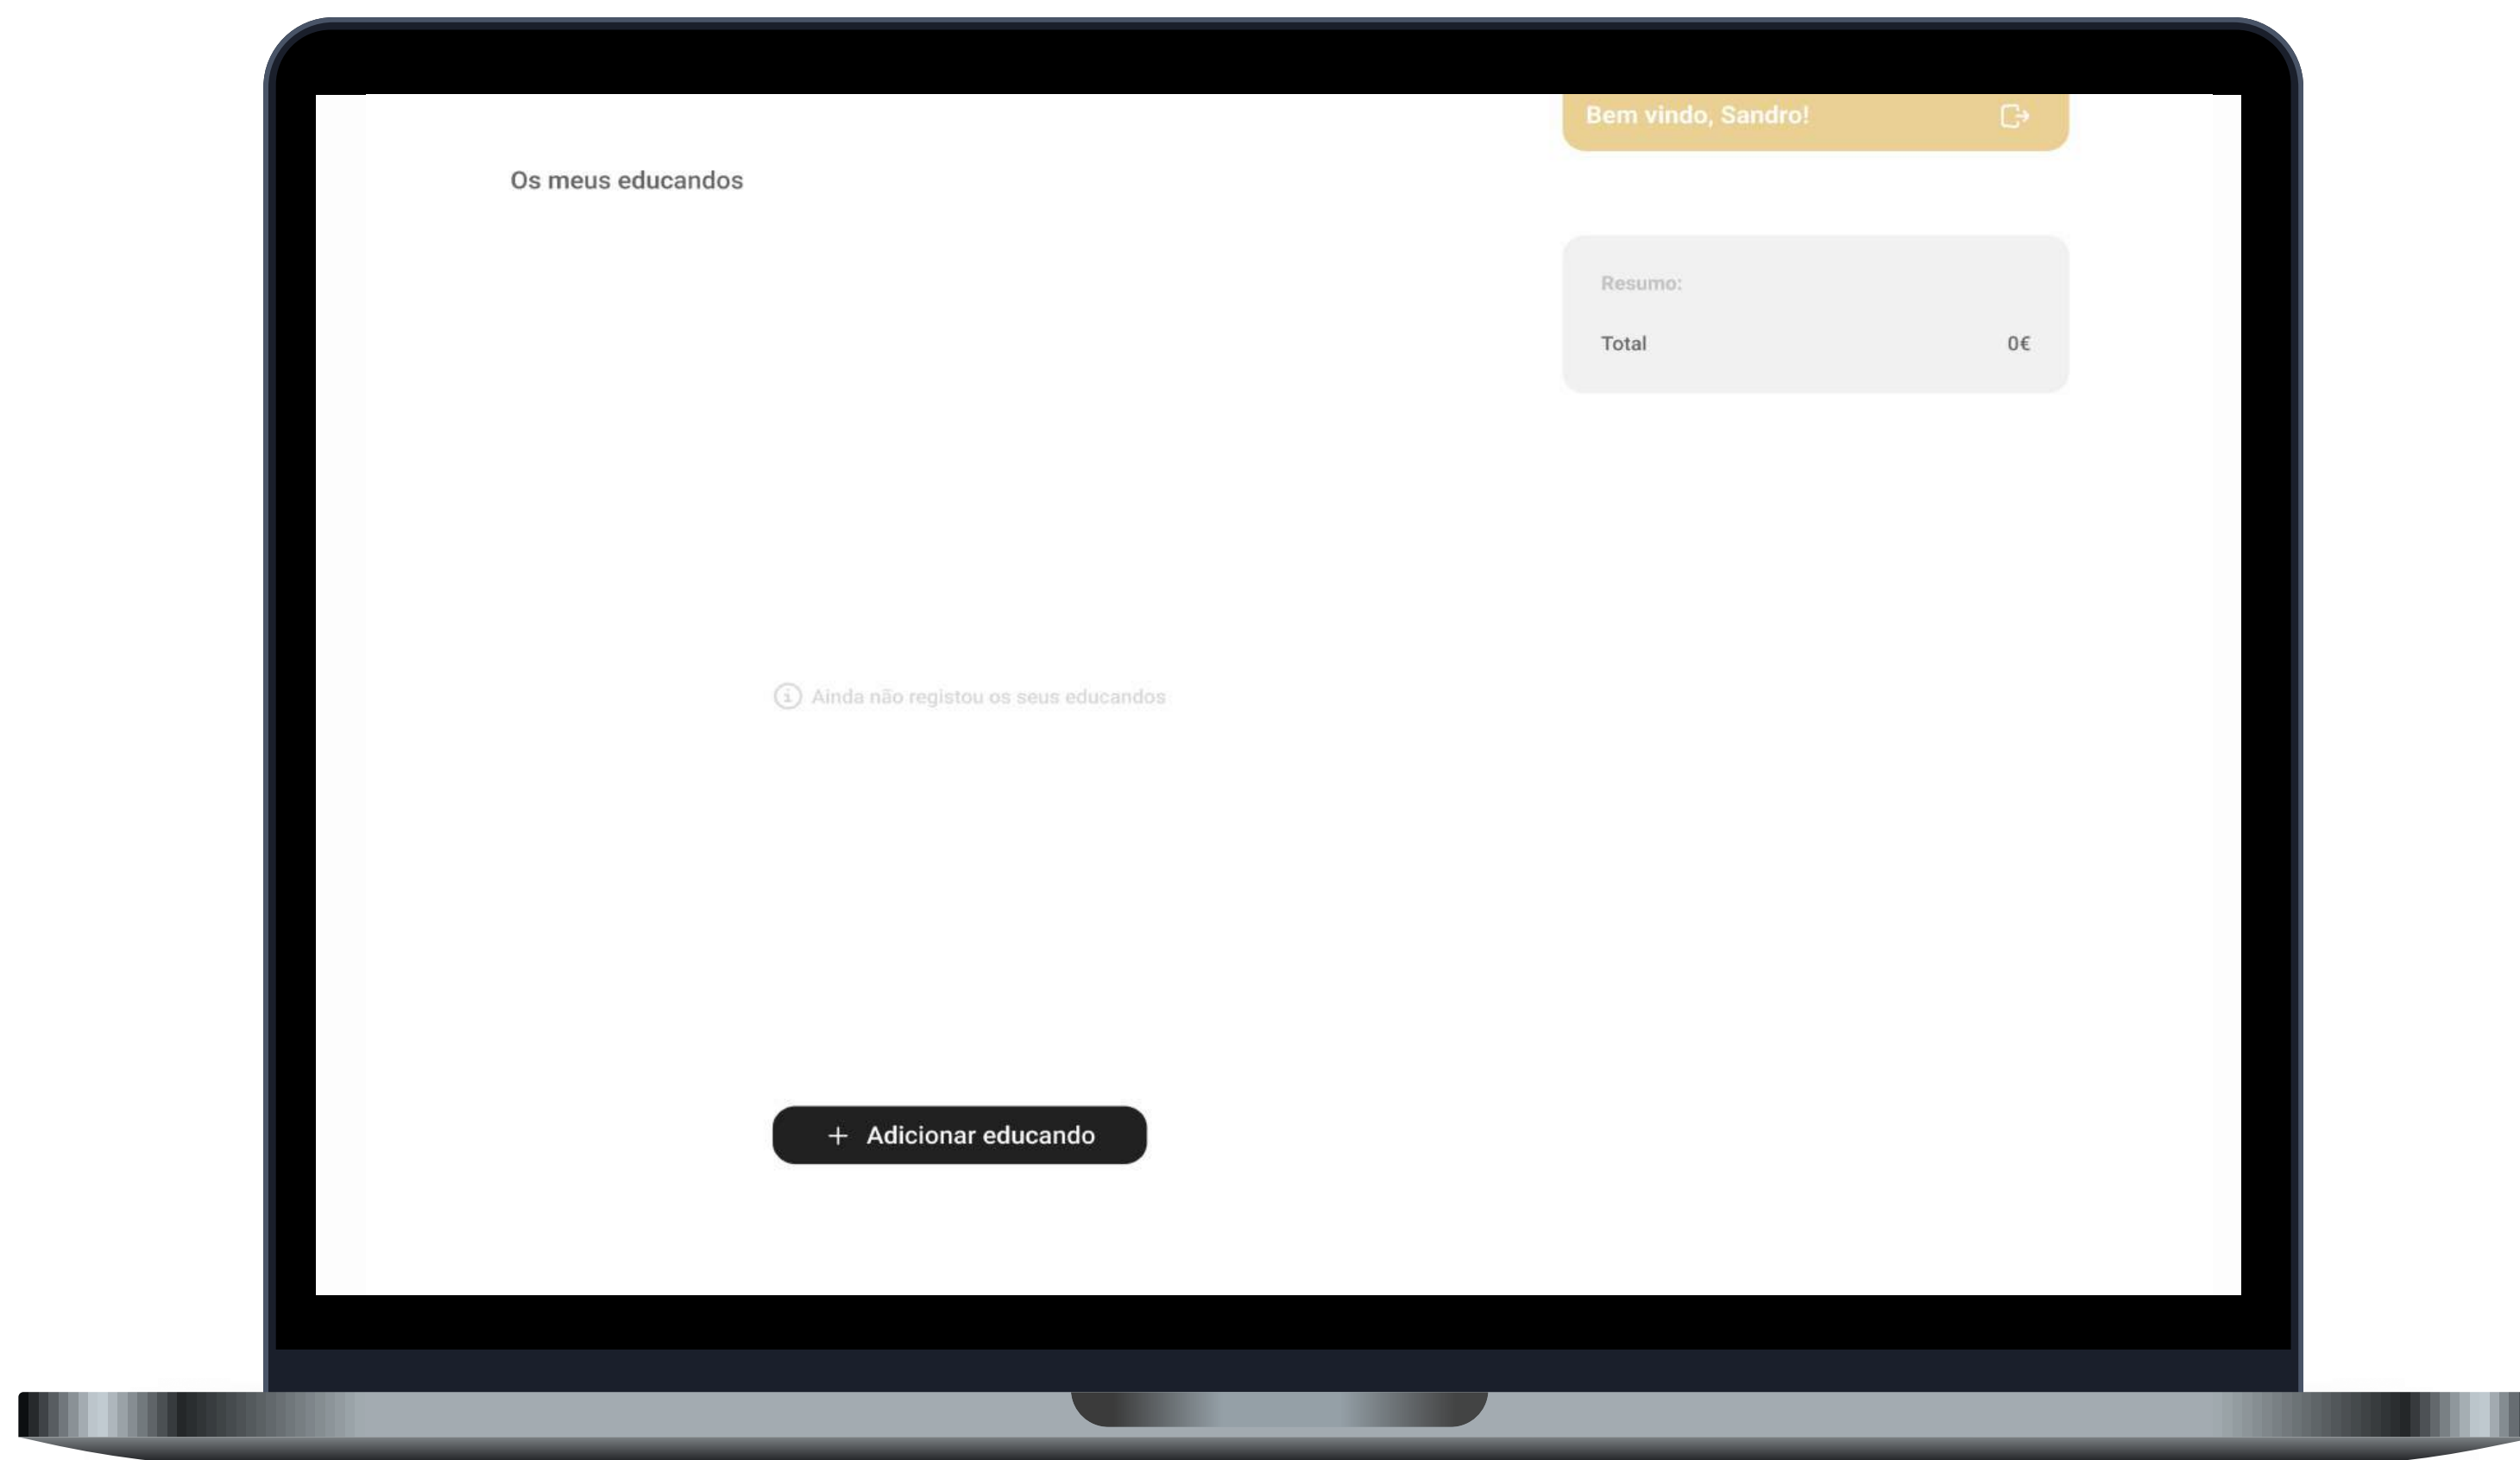 Bem vindo, Sandro!
Os meus educandos
Resumo:
Total 0€
Ainda não registou os seus educandos
+ Adicionar educando